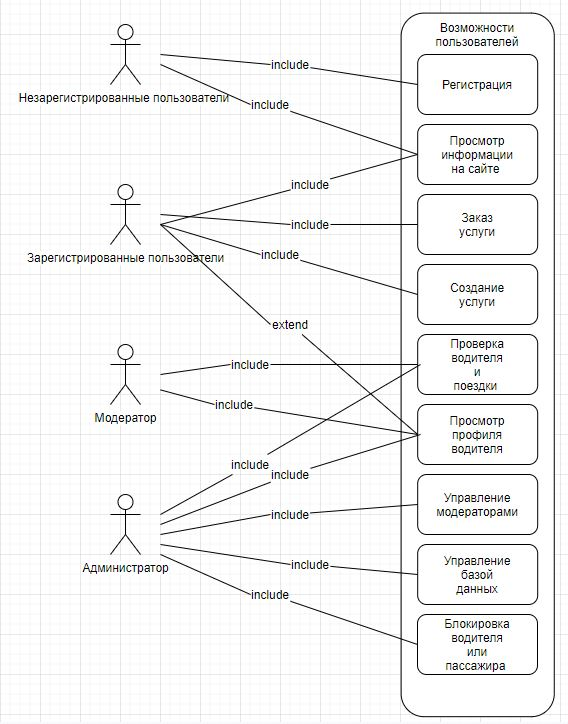 Возможности
пользователей
include
Регистрация
Незарегистрированные пользователи
include
Просмотр
информации
на сайте
include
include
Заказ
услуги
Зарегистрированные пользователи
include
Создание
услуги
extend
Проверка
водителя
и
поездки
include
Модератор
include
Просмотр
профиля
водителя
include
include
Управление
модераторами
include
Администратор
include
Управление
базой
данных
include
Блокировка
водителя
или
пассажира